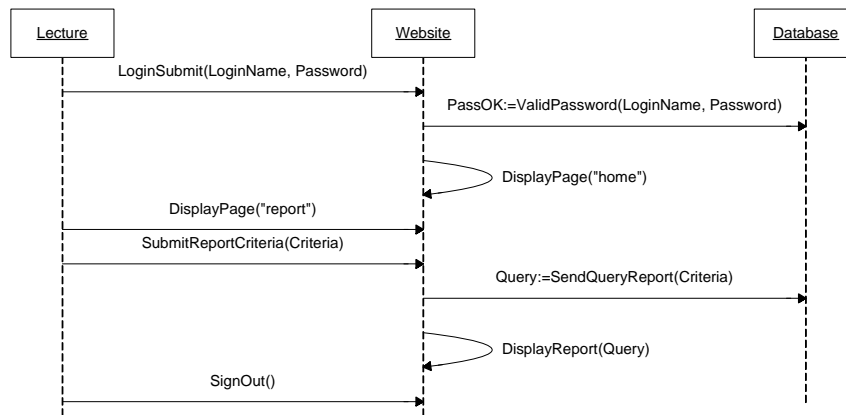 Lecture
Website
Database
LoginSubmit(LoginName, Password)
PassOK:=ValidPassword(LoginName, Password)
DisplayPage("home")
DisplayPage("report")
SubmitReportCriteria(Criteria)
Query:=SendQueryReport(Criteria)
DisplayReport(Query)
SignOut()